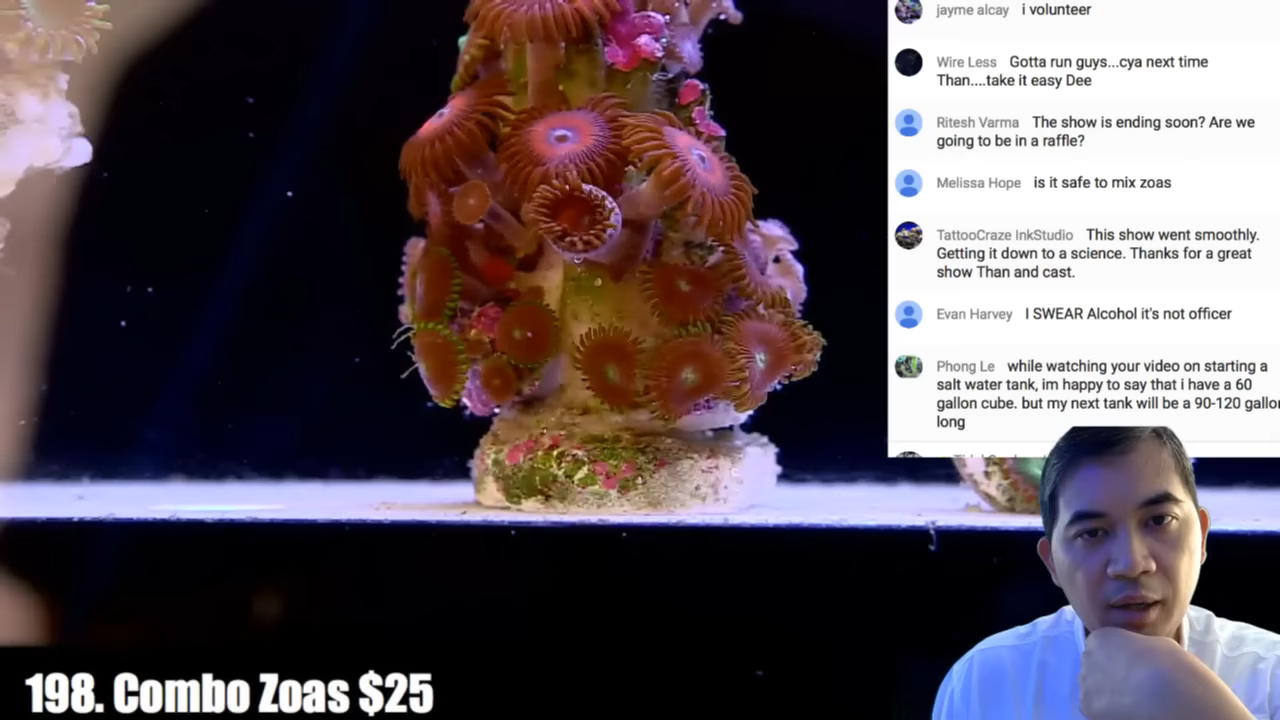 jayme alcay i volunteer
Wire Less Gotta run guys...cya next time
Than....take it easy Dee
Ritesh Varma The show is ending soon? Are we
going to be in a raffle?
Melissa Hope is it safe to mix zoas
TattooCraze InkStudio This show went smoothly.
Getting it down to a science. Thanks for a great
show Than and cast.
Evan Harvey I SWEAR Alcohol it's not officer
Phong Le while watching your video on starting a
salt water tank, im happy to say that i have a 60
gallon cube. but my next tank will be a 90-120 gallon
long
198. Combo Zoas $25